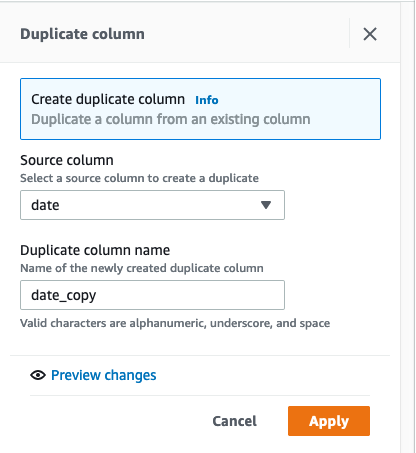 Duplicate column
Create duplicate column Info
Duplicate a column from an existing column
Source column
Select a source column to create a duplicate
date
Duplicate column name
Name of the newly created duplicate column
date_copy
Valid characters are alphanumeric, underscore, and space
Preview changes
Cancel Apply